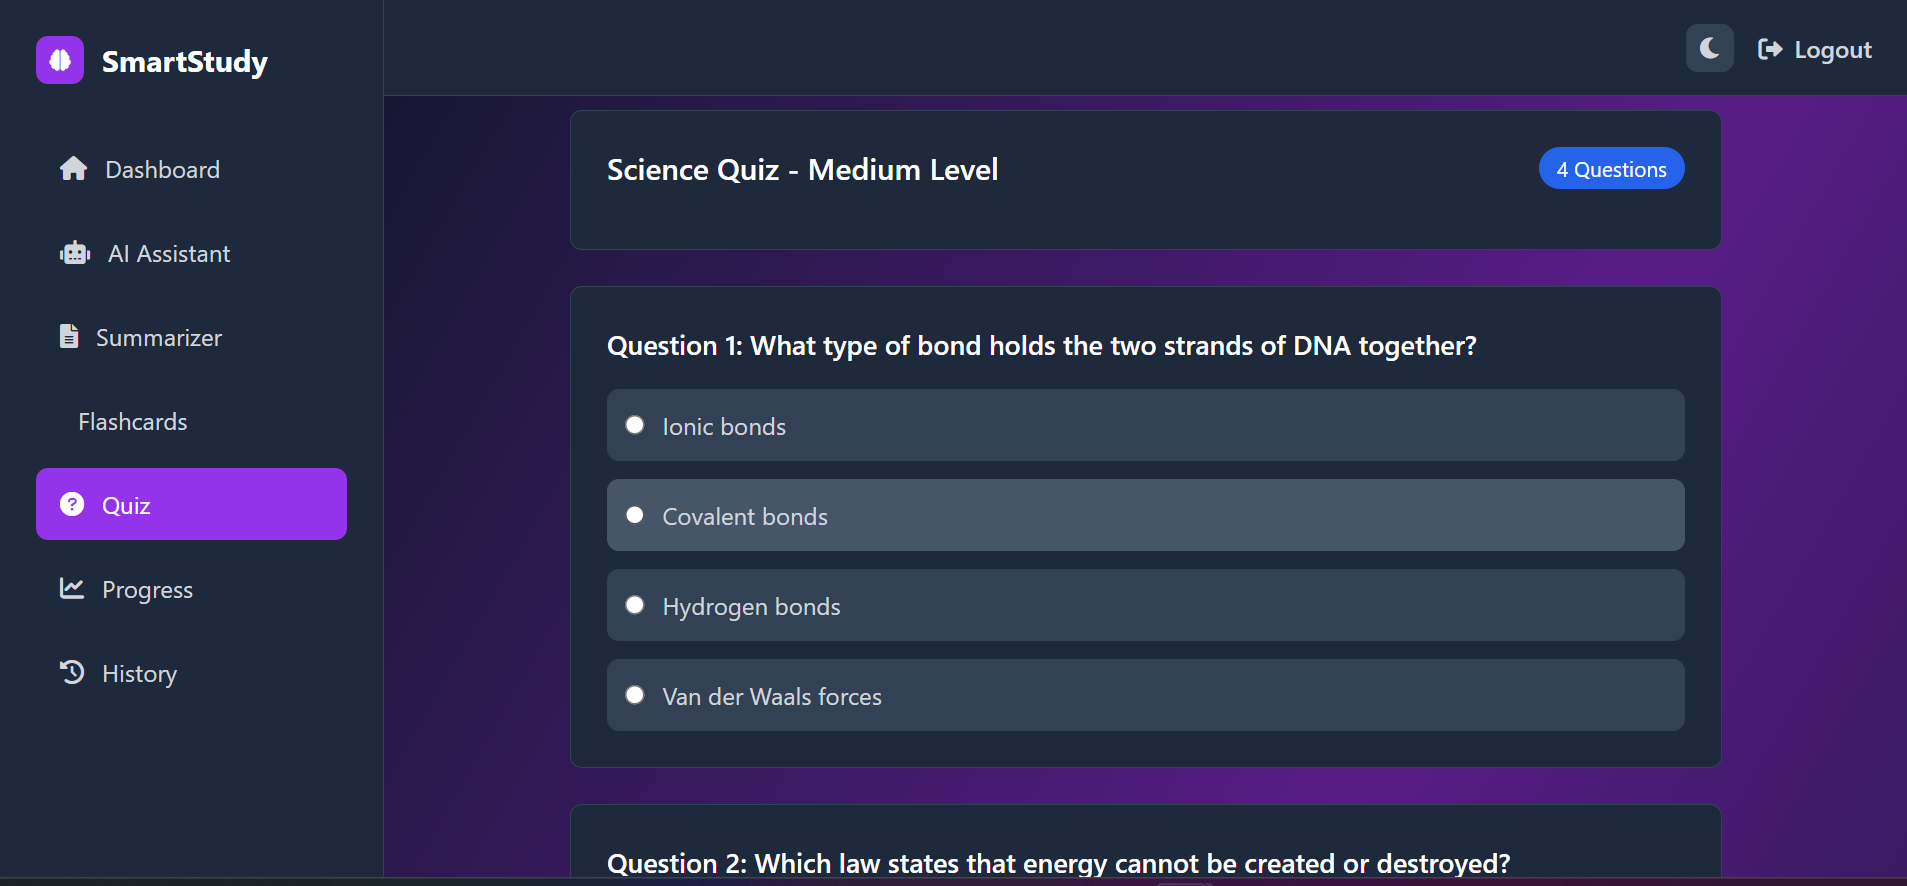 SmartStudy
Dashboard
AI Assistant
Summarizer
Flashcards
Quiz
Progress
History
Logout
Science Quiz - Medium Level
4 Questions
Question 1: What type of bond holds the two strands of DNA together?
Ionic bonds
Covalent bonds
Hydrogen bonds
Van der Waals forces
Question 2: Which law states that energy cannot be created or destroyed?